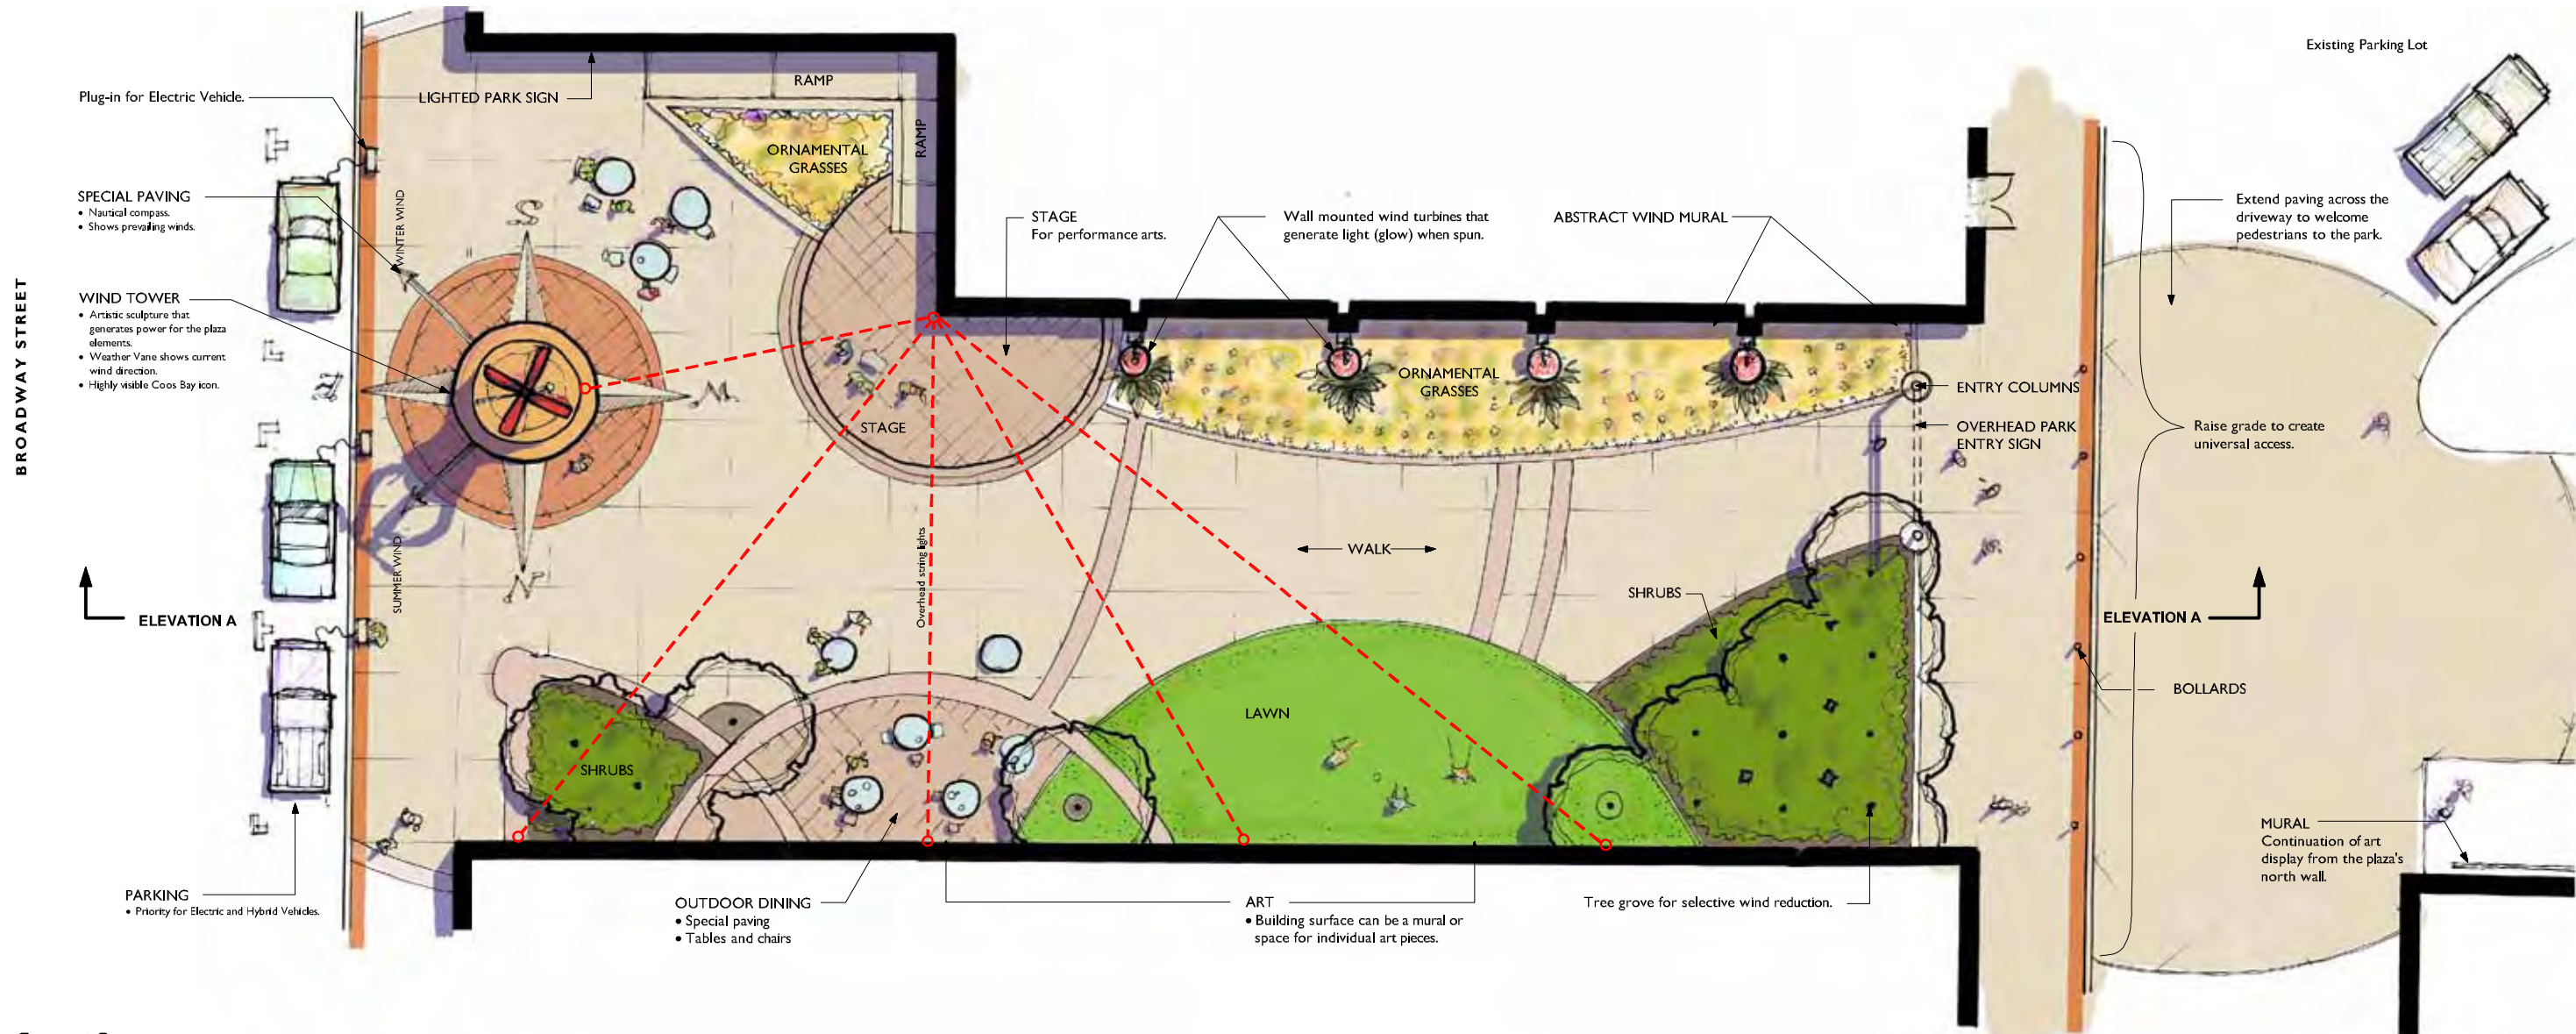 Existing Parking Lot
Plug-in for Electric Vehicle.
LIGHTED PARK SIGN
RAMP
RAMP
ORNAMENTAL
GRASSES
SPECIAL PAVING
• Nautical compass.
• Shows prevailing winds.
WINTER WIND
S
STAGE
For performance arts.
Wall mounted wind turbines that
generate light (glow) when spun.
ABSTRACT WIND MURAL
Extend paving across the
driveway to welcome
pedestrians to the park.
BROADWAY STREET
WIND TOWER
• Artistic sculpture that
generates power for the plaza
elements.
• Weather Vane shows current
wind direction.
• Highly visible Coos Bay icon.
ORNAMENTAL
GRASSES
ENTRY COLUMNS
STAGE
OVERHEAD PARK
ENTRY SIGN
Raise grade to create
universal access.
SUMMER WIND
N
Overhead string lights
WALK
SHRUBS
ELEVATION A
ELEVATION A
BOLLARDS
LAWN
SHRUBS
PARKING
• Priority for Electric and Hybrid Vehicles.
OUTDOOR DINING
• Special paving
• Tables and chairs
ART
• Building surface can be a mural or
space for individual art pieces.
Tree grove for selective wind reduction.
MURAL
Continuation of art
display from the plaza's
north wall.